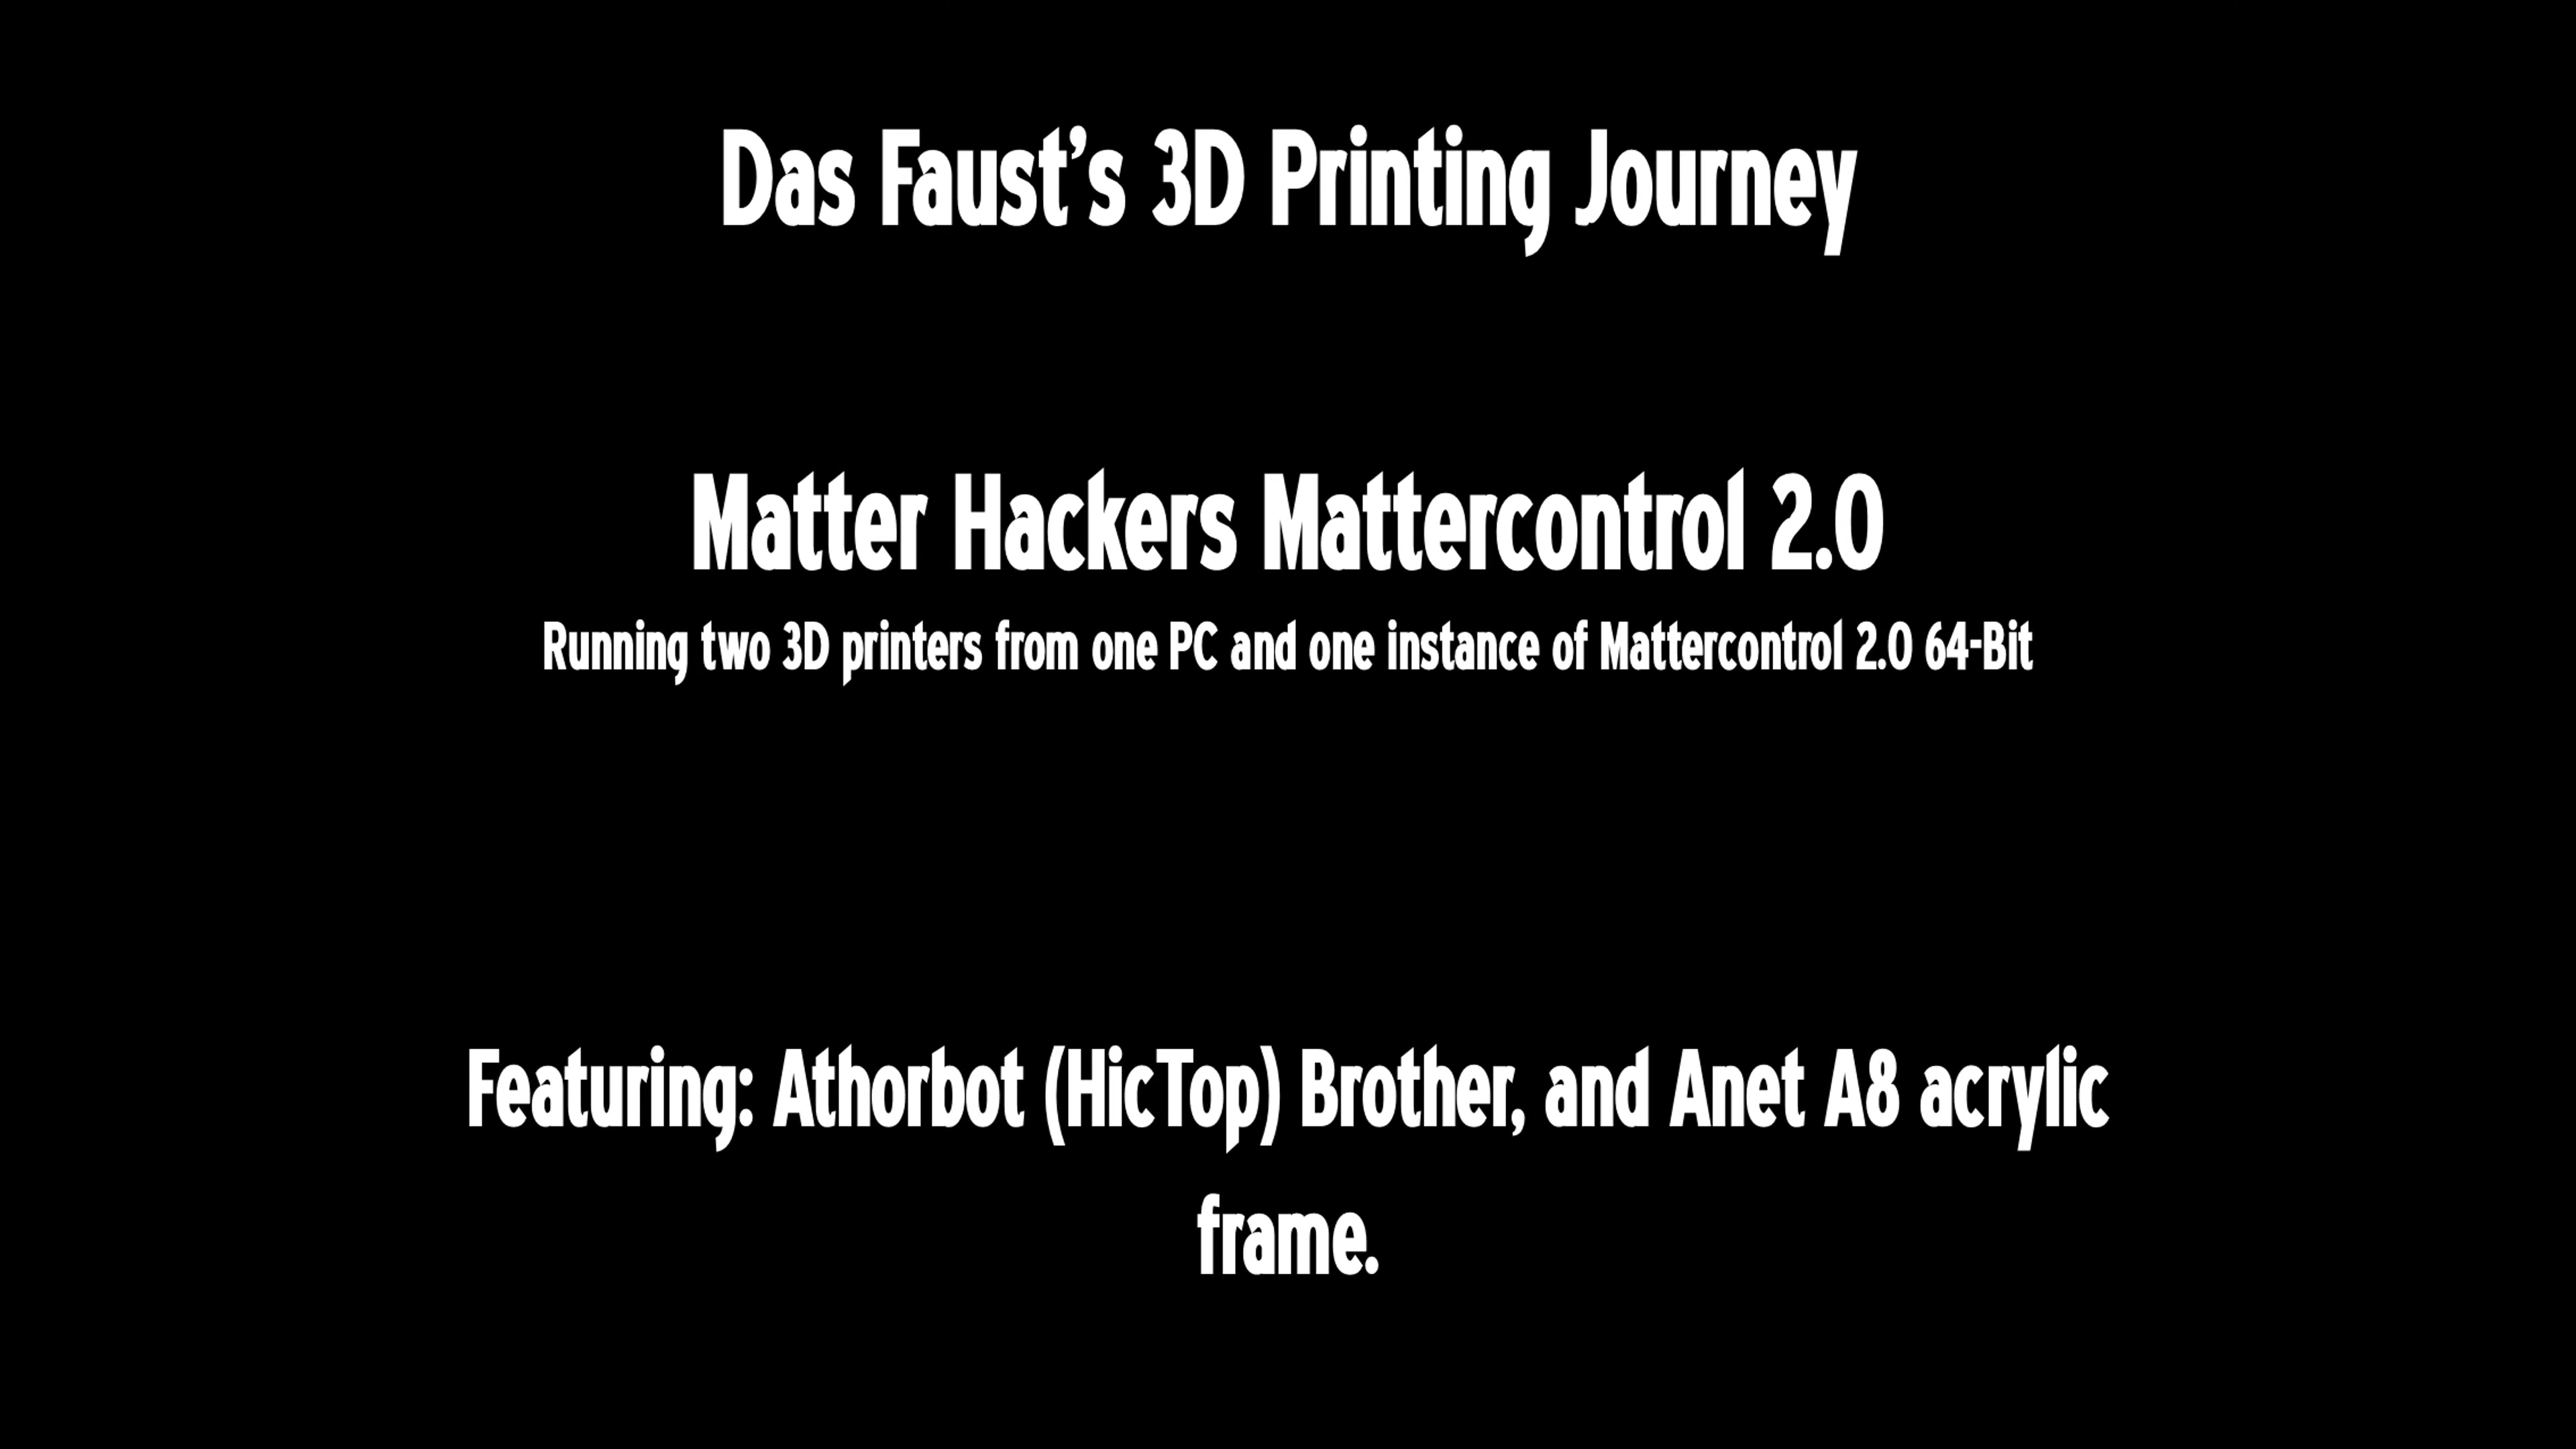 Das Faust’s 3D Printing Journey
Matter Hackers Mattercontrol 2.0
Running two 3D printers from one PC and one instance of Mattercontrol 2.0 64-Bit
Featuring: Athorbot (HicTop) Brother, and Anet A8 acrylic
frame.